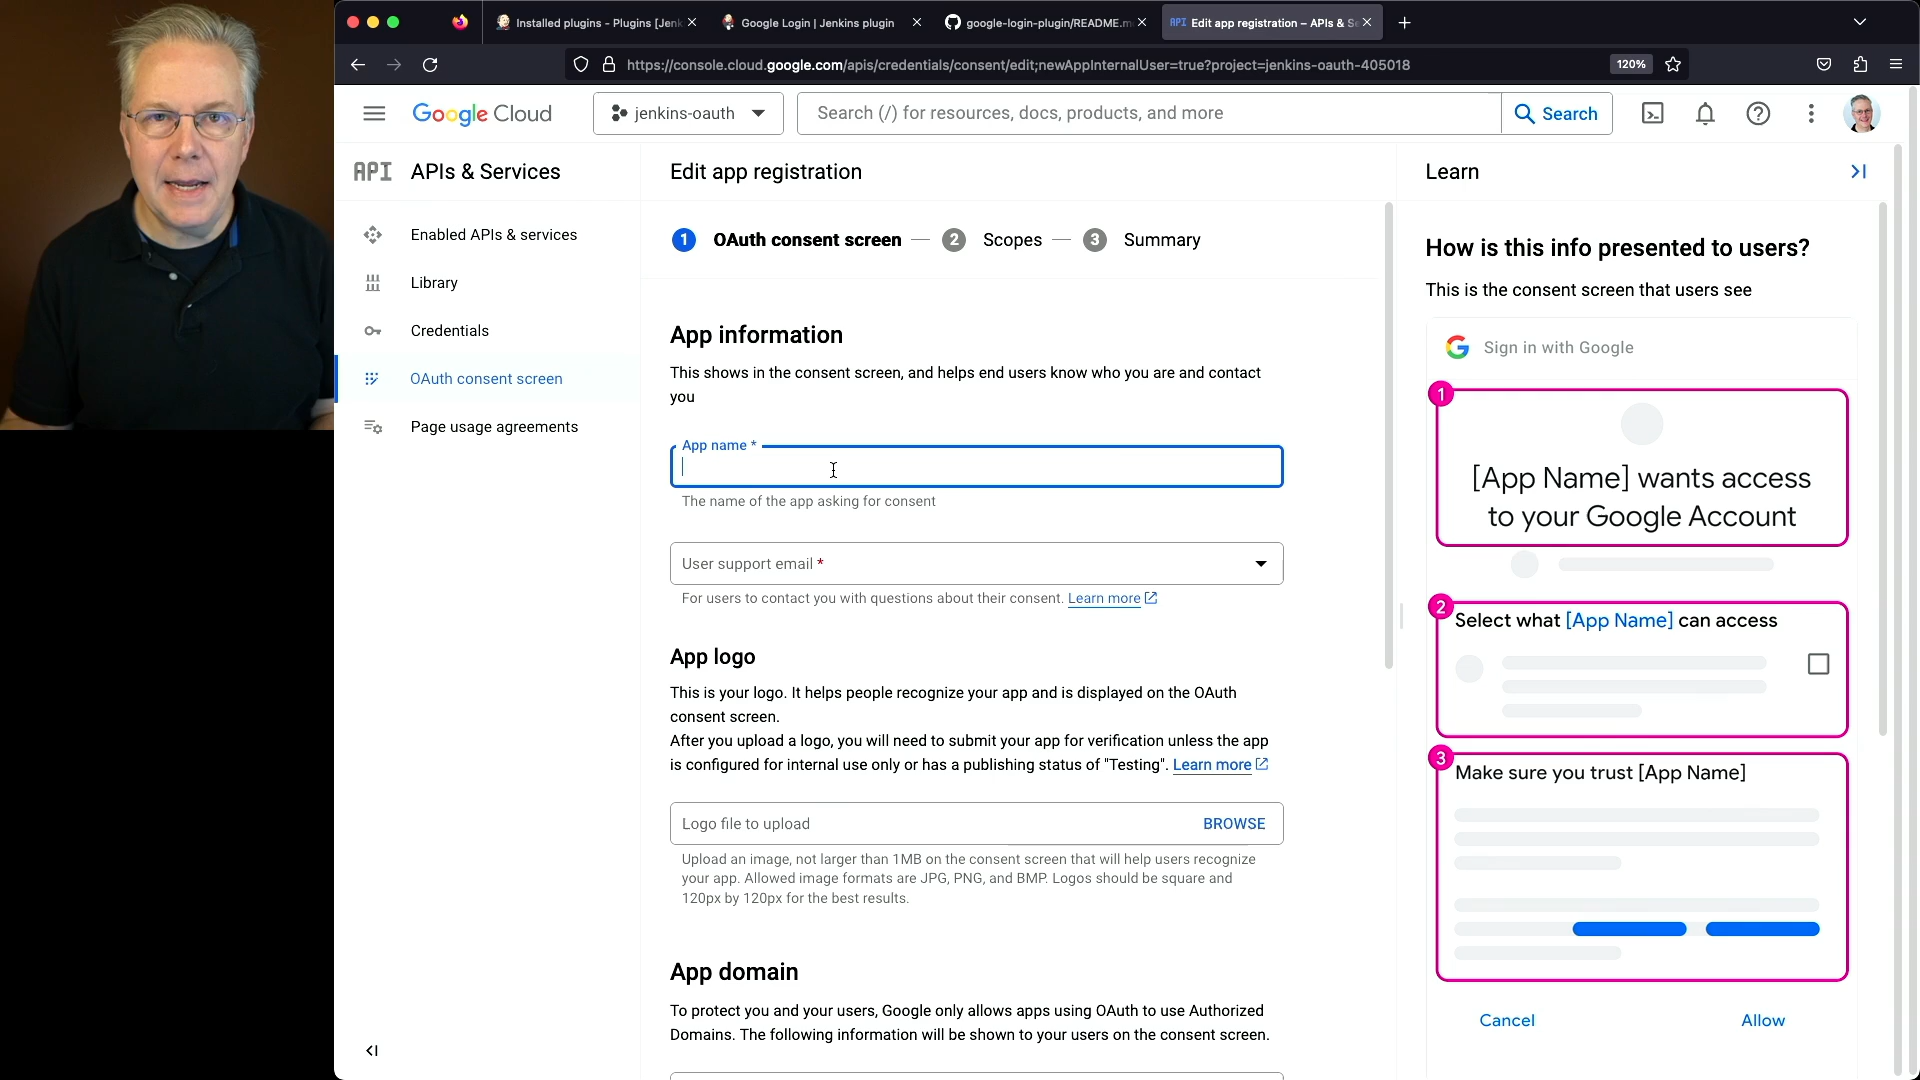 Installed plugins - Plugins [Jenk
Google Login | Jenkins plugin
google-login-plugin/README.m
API Edit app registration – APIs & Se
https://console.cloud.google.com/apis/credentials/consent/edit;newAppInternalUser=true?project=jenkins-oauth-405018
120%
Google Cloud
jenkins-oauth
Search (/) for resources, docs, products, and more
Search
API APIs & Services
Enabled APIs & services
Library
Credentials
OAuth consent screen
Page usage agreements
Edit app registration
1 OAuth consent screen — 2 Scopes — 3 Summary
App information
This shows in the consent screen, and helps end users know who you are and contact
you
App name *
The name of the app asking for consent
User support email *
For users to contact you with questions about their consent. Learn more
App logo
This is your logo. It helps people recognize your app and is displayed on the OAuth
consent screen.
After you upload a logo, you will need to submit your app for verification unless the app
is configured for internal use only or has a publishing status of "Testing". Learn more
Logo file to upload
BROWSE
Upload an image, not larger than 1MB on the consent screen that will help users recognize
your app. Allowed image formats are JPG, PNG, and BMP. Logos should be square and
120px by 120px for the best results.
App domain
To protect you and your users, Google only allows apps using OAuth to use Authorized
Domains. The following information will be shown to your users on the consent screen.
Learn
How is this info presented to users?
This is the consent screen that users see
Sign in with Google
1
[App Name] wants access
to your Google Account
2
Select what [App Name] can access
3
Make sure you trust [App Name]
Cancel
Allow